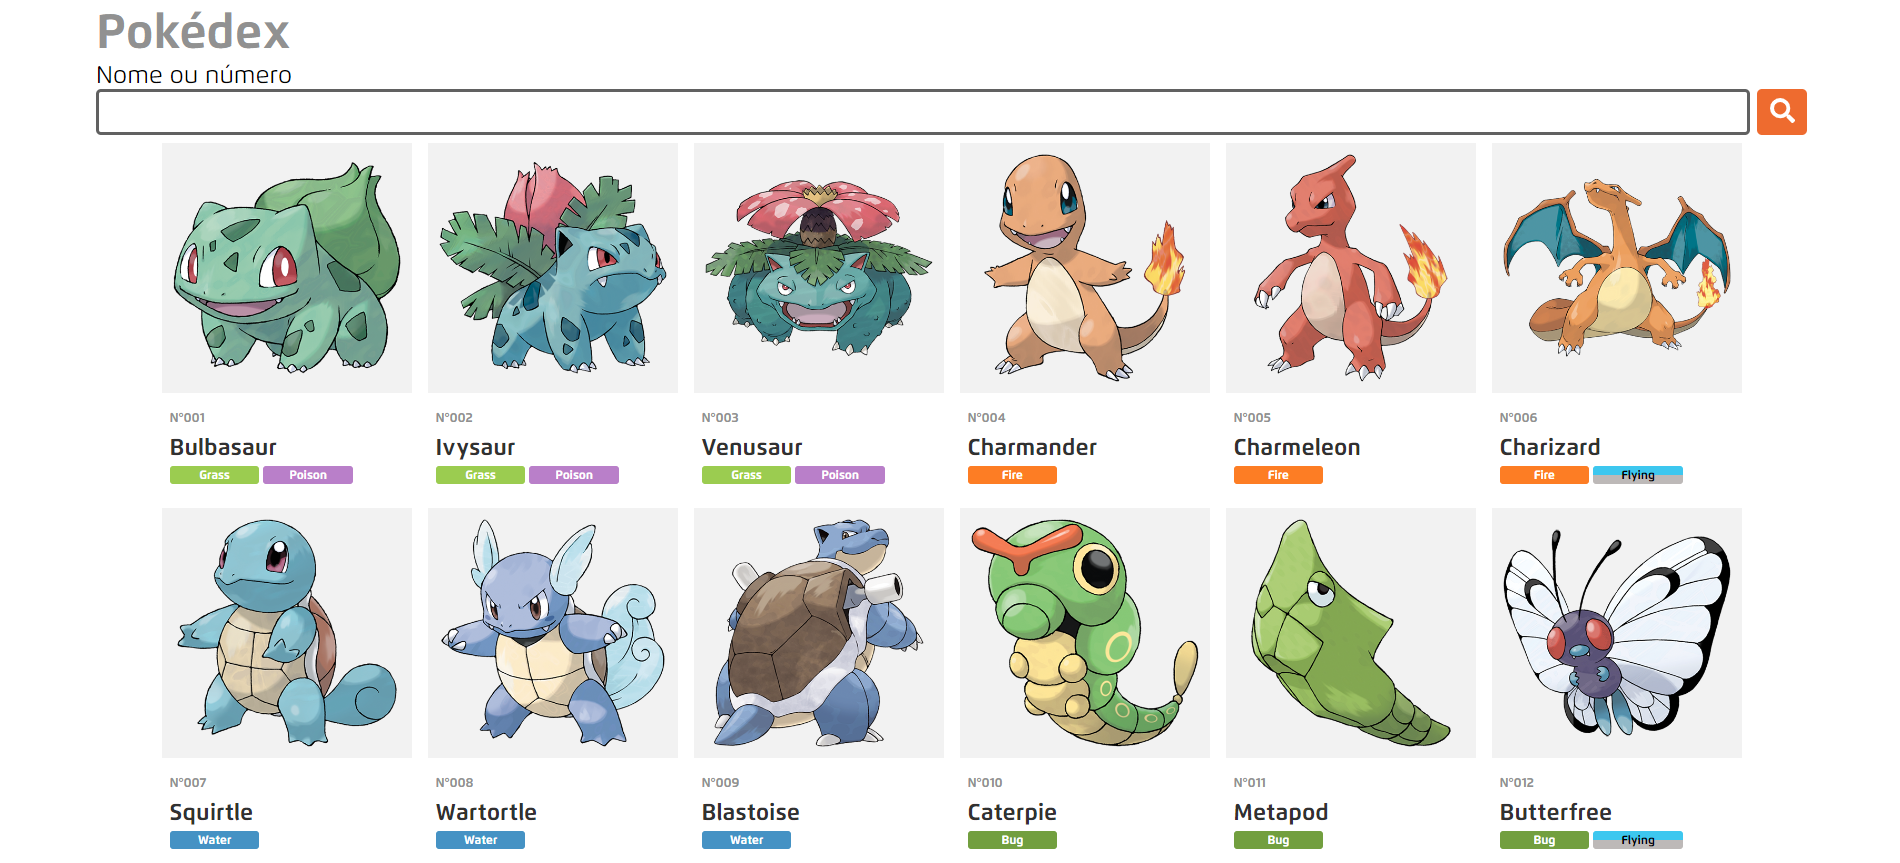 Pokédex
Nome ou número
N°001
Bulbasaur
Grass Poison
N°002
Ivysaur
Grass Poison
N°003
Venusaur
Grass Poison
N°004
Charmander
Fire
N°005
Charmeleon
Fire
N°006
Charizard
Fire Flying
N°007
Squirtle
Water
N°008
Wartortle
Water
N°009
Blastoise
Water
N°010
Caterpie
Bug
N°011
Metapod
Bug
N°012
Butterfree
Bug Flying